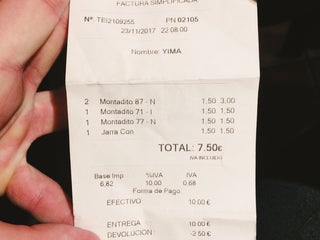 FACTURA SIMPLIFICADA
Nº: TEI2109255 PN 02105
23/11/2017 22:08:00
Nombre: YIMA
2 Montadito 87 - N 1.50 3.00
1 Montadito 71 - I 1.50 1.50
1 Montadito 77 - N 1.50 1.50
1 Jarra Con 1.50 1.50
TOTAL: 7.50€
IVA INCLUIDO
Base Imp %IVA IVA
6,82 10.00 0.68
Forma de Pago
EFECTIVO 10.00 €
ENTREGA 10.00 €
DEVOLUCION -2.50 €